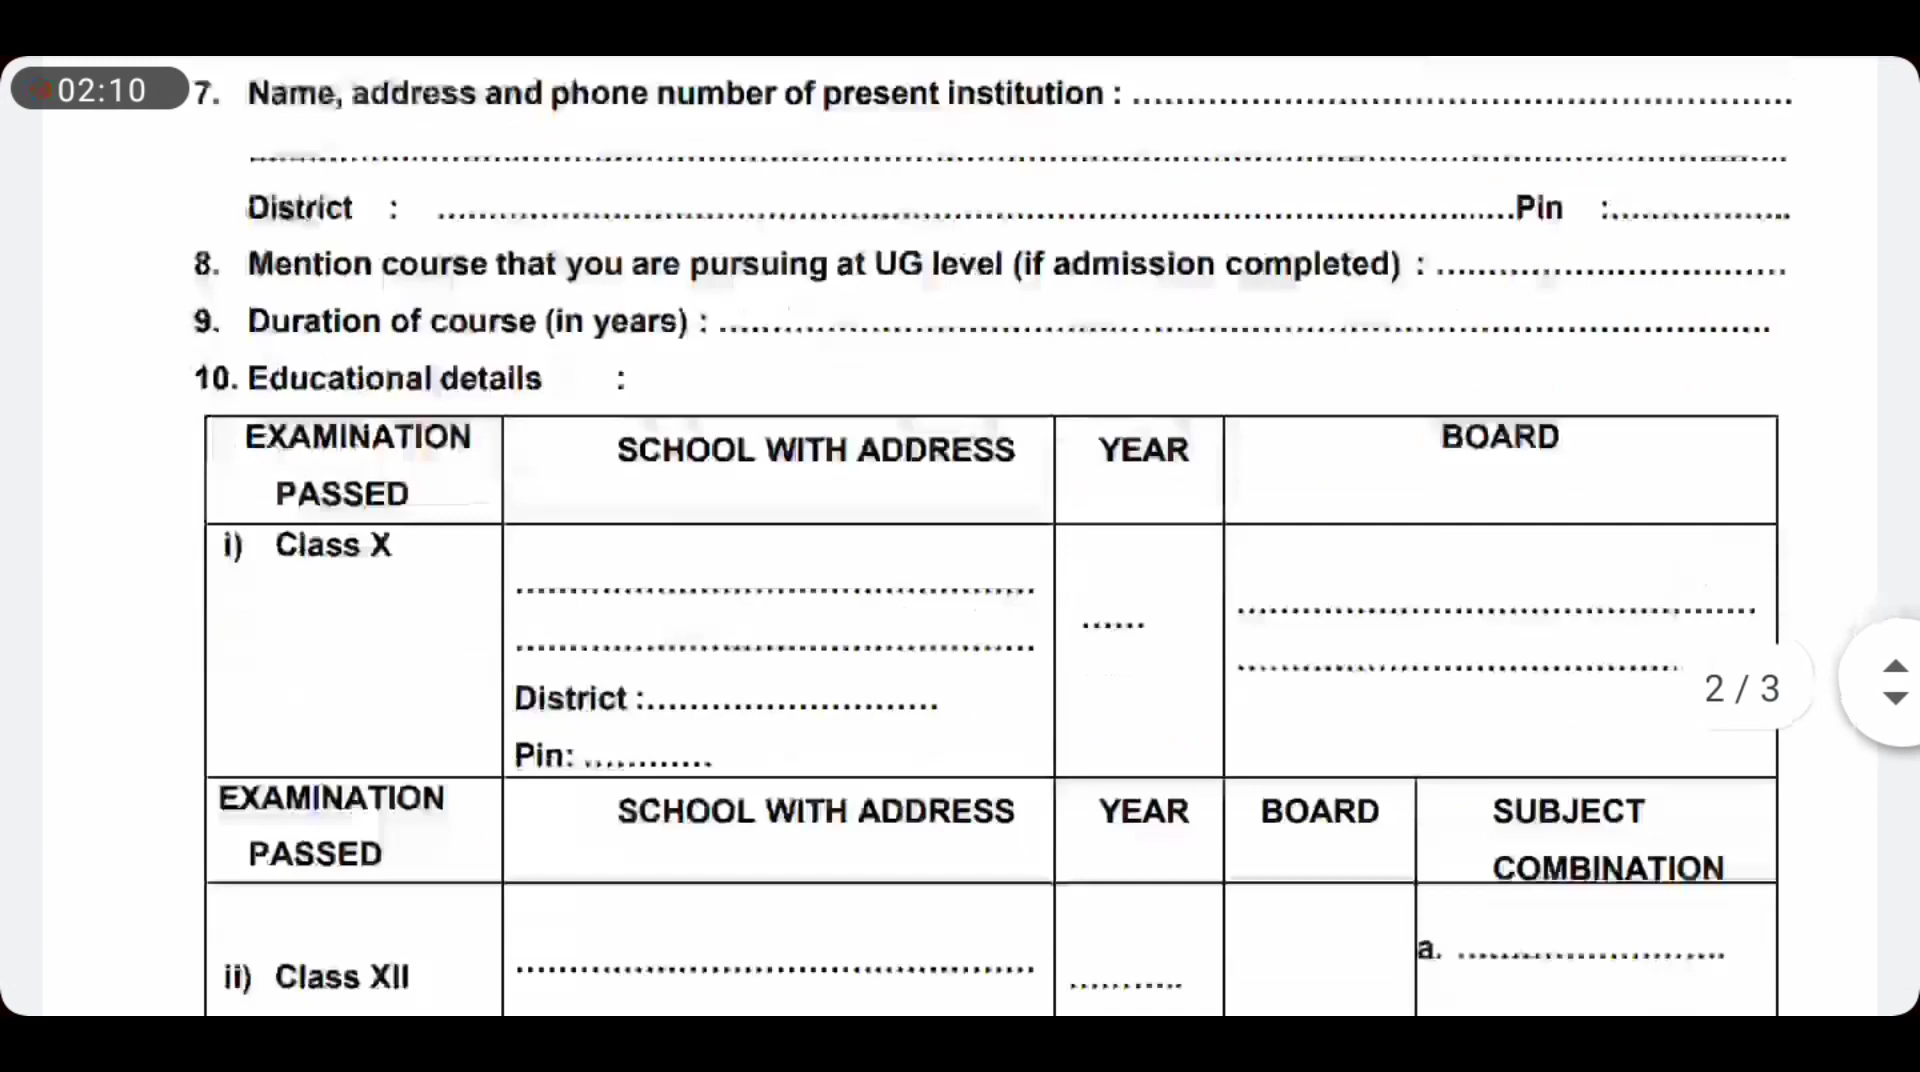 02:10
7. Name, address and phone number of present institution : ..............................
..............................
District : ..............................Pin :..............
8. Mention course that you are pursuing at UG level (if admission completed) : ..............................
9. Duration of course (in years) : ..............................
10. Educational details :
EXAMINATION PASSED SCHOOL WITH ADDRESS YEAR BOARD
i) Class X
..............................
..............................
......
..............................
..............................
District :...........................
Pin: ............
2 / 3
EXAMINATION PASSED SCHOOL WITH ADDRESS YEAR BOARD SUBJECT COMBINATION
ii) Class XII .............................. ........... a. .........................